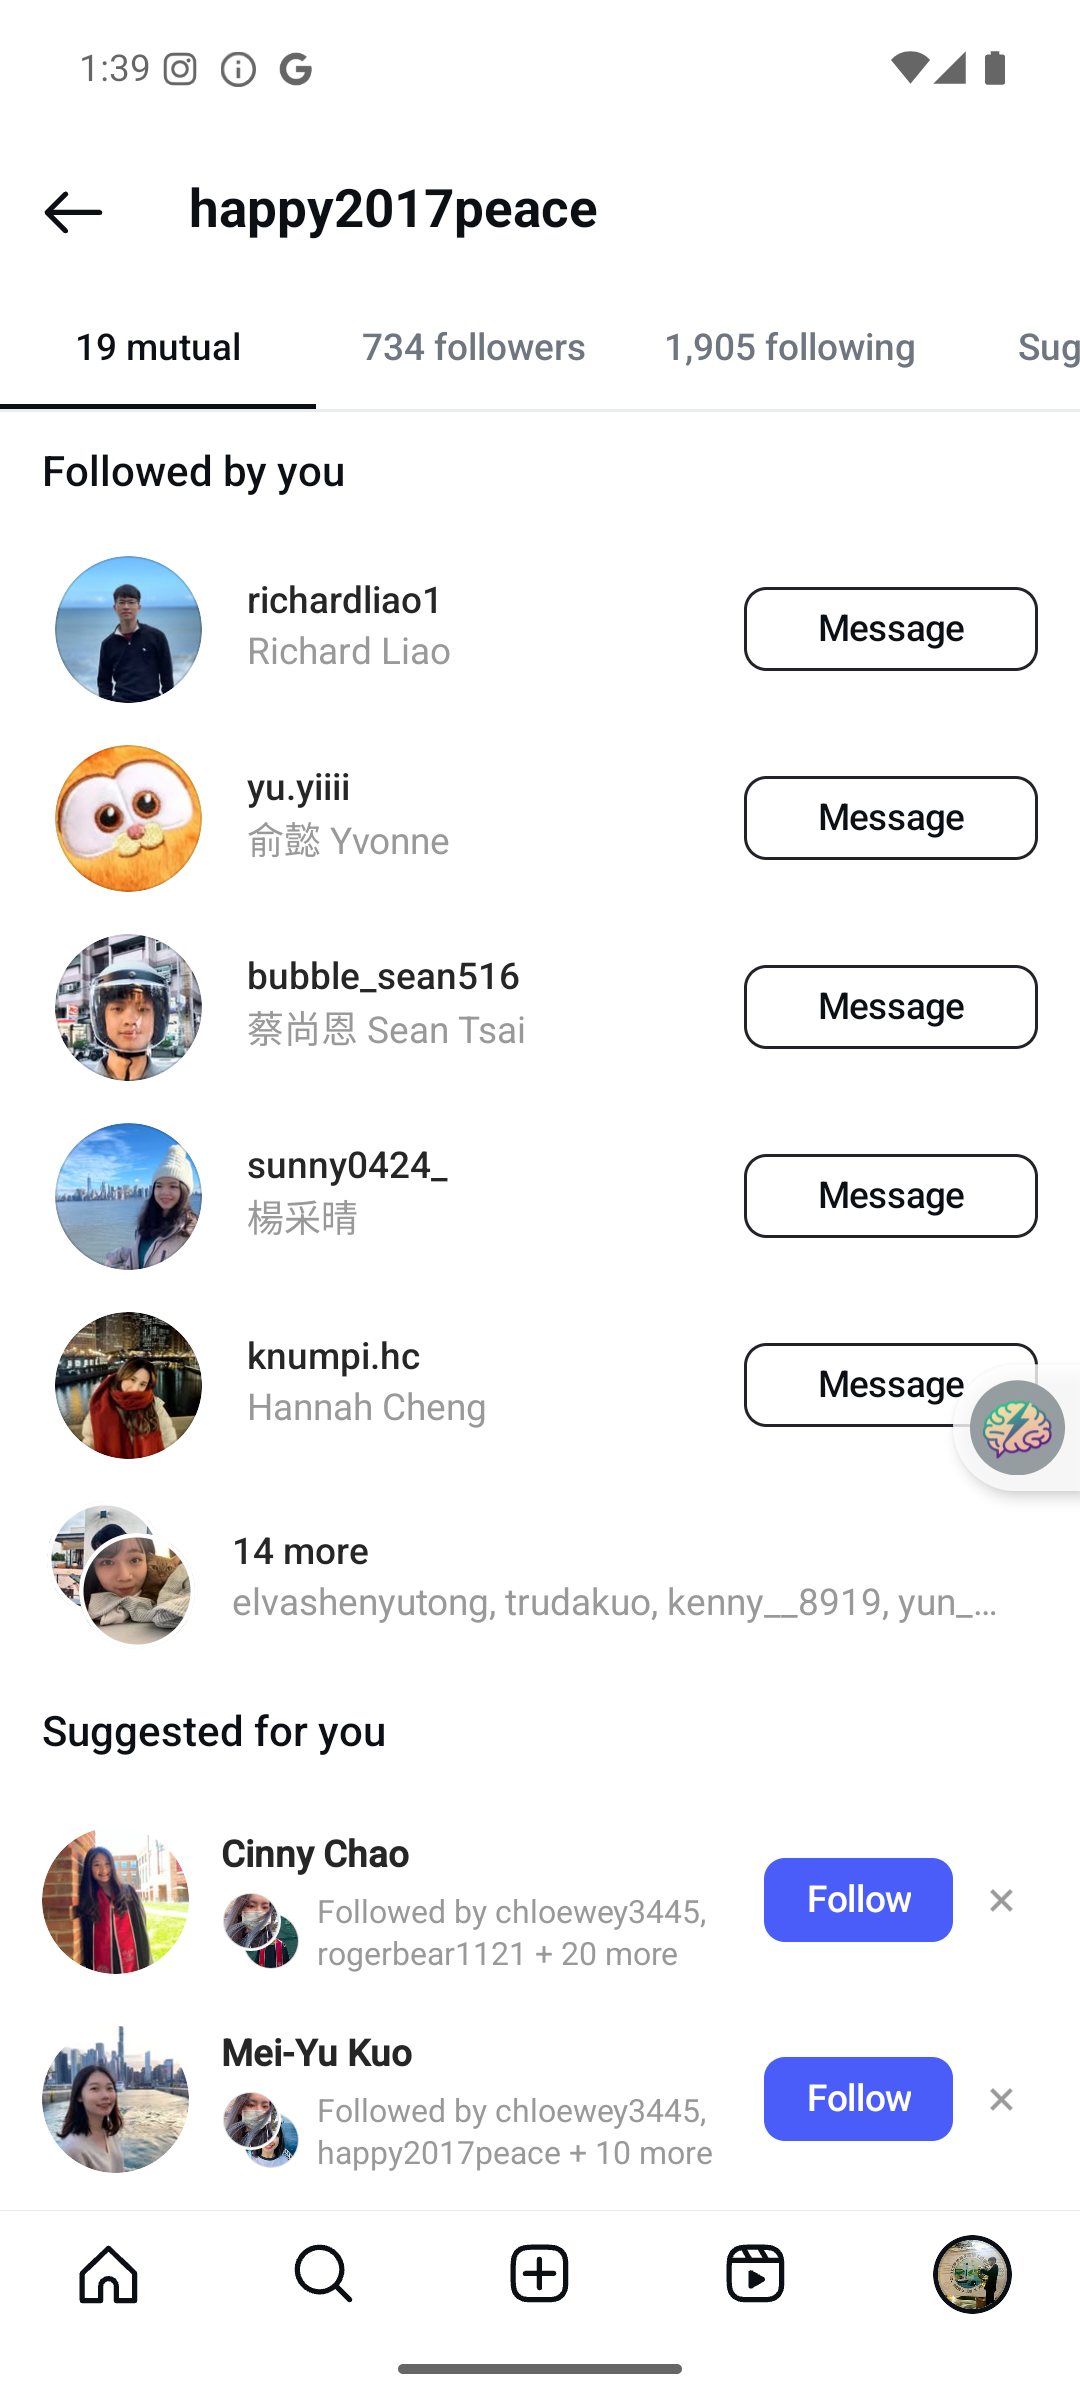 1:39
happy2017peace
19 mutual
734 followers
1,905 following
Sug
Followed by you
richardliao1
Richard Liao
Message
yu.yiiii
俞懿 Yvonne
Message
bubble_sean516
蔡尚恩 Sean Tsai
Message
sunny0424_
楊采晴
Message
knumpi.hc
Hannah Cheng
Message
14 more
elvashenyutong, trudakuo, kenny__8919, yun_...
Suggested for you
Cinny Chao
Followed by chloewey3445,
rogerbear1121 + 20 more
Follow
Mei-Yu Kuo
Followed by chloewey3445,
happy2017peace + 10 more
Follow